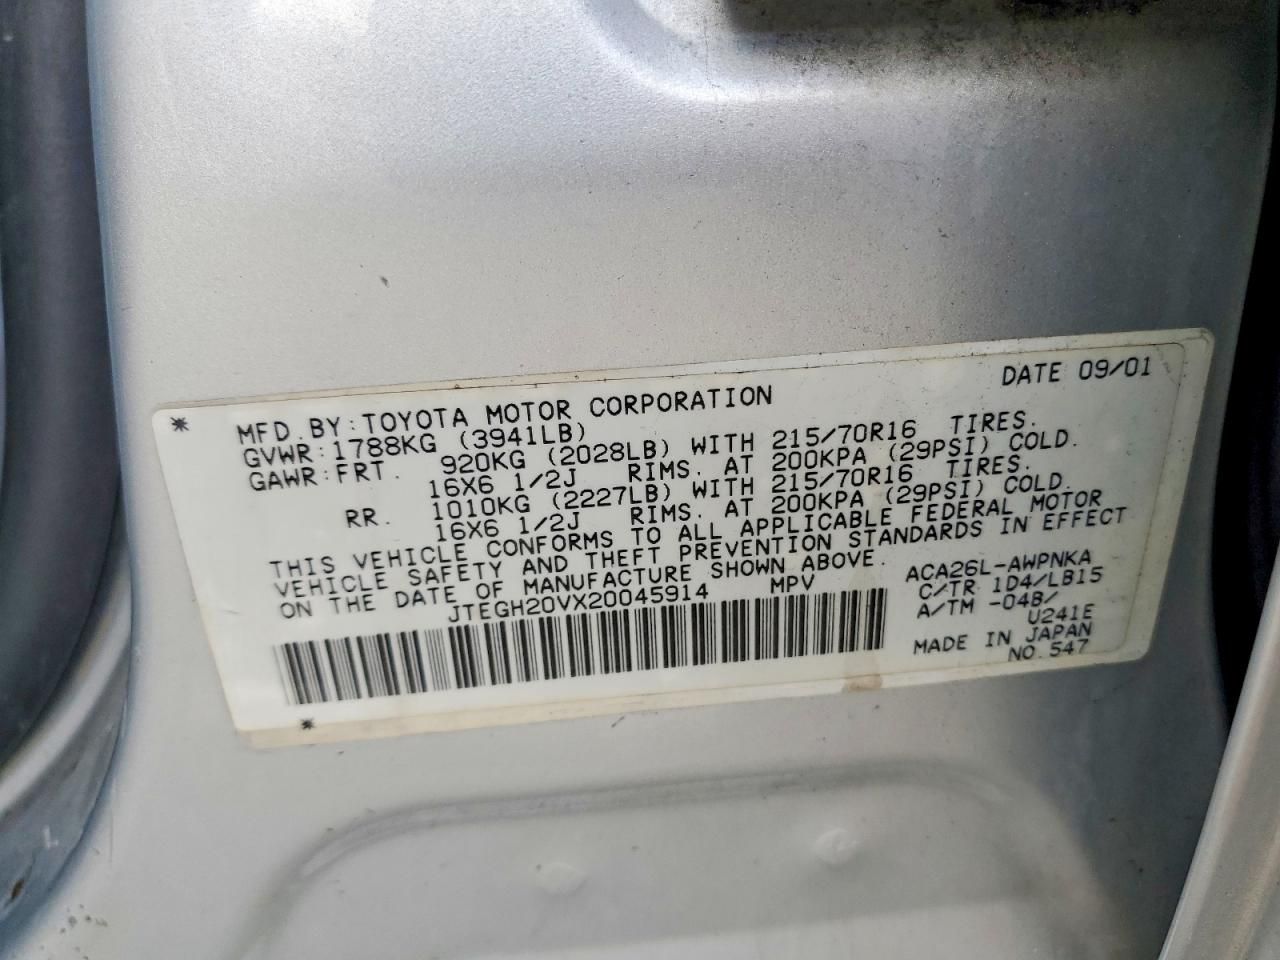 DATE 09/01
* MFD BY:TOYOTA MOTOR CORPORATION
GVWR:1788KG (3941LB)
GAWR:FRT. 920KG (2028LB) WITH 215/70R16 TIRES.
16X6 1/2J RIMS. AT 200KPA (29PSI) COLD.
RR. 1010KG (2227LB) WITH 215/70R16 TIRES.
16X6 1/2J RIMS. AT 200KPA (29PSI) COLD.
THIS VEHICLE CONFORMS TO ALL APPLICABLE FEDERAL MOTOR
VEHICLE SAFETY AND THEFT PREVENTION STANDARDS IN EFFECT
ON THE DATE OF MANUFACTURE SHOWN ABOVE.
JTEGH20VX20045914 MPV
ACA26L-AWPNKA
C/TR 1D4/LB15
A/TM -04B/
U241E
MADE IN JAPAN
NO.547
*